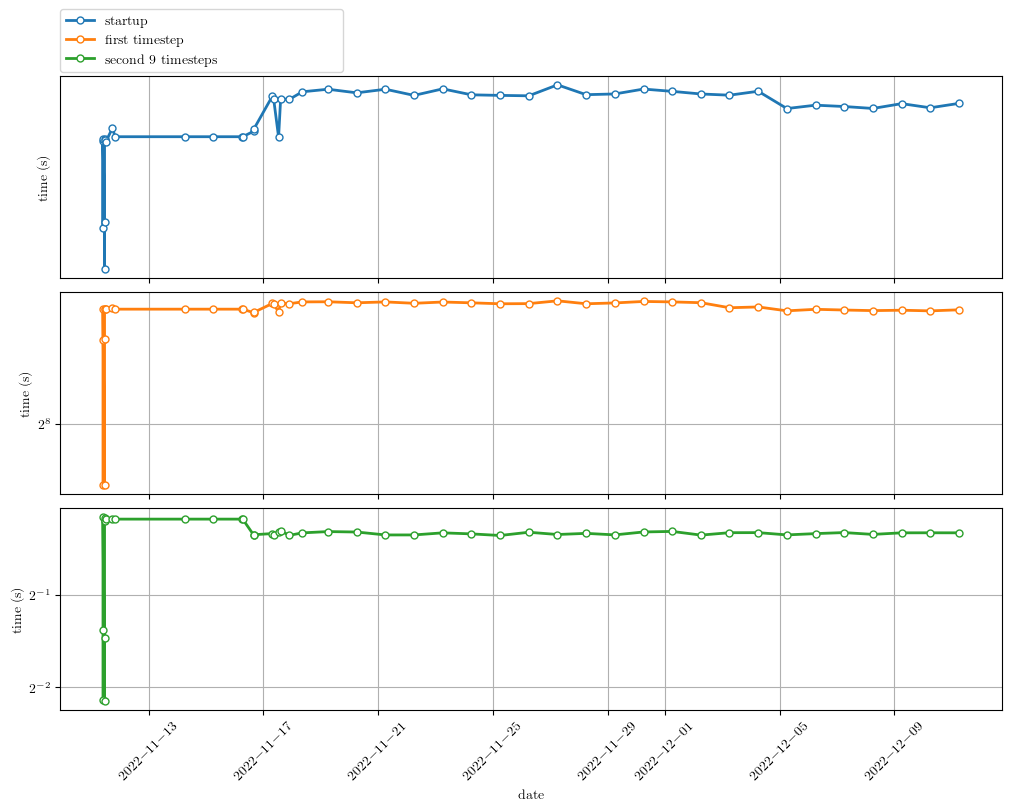 startup
first timestep
second 9 timesteps
time (s)
time (s)
2⁸
time (s)
2⁻¹
2⁻²
2022−11−13
2022−11−17
2022−11−21
2022−11−25
2022−11−29
2022−12−01
2022−12−05
2022−12−09
date